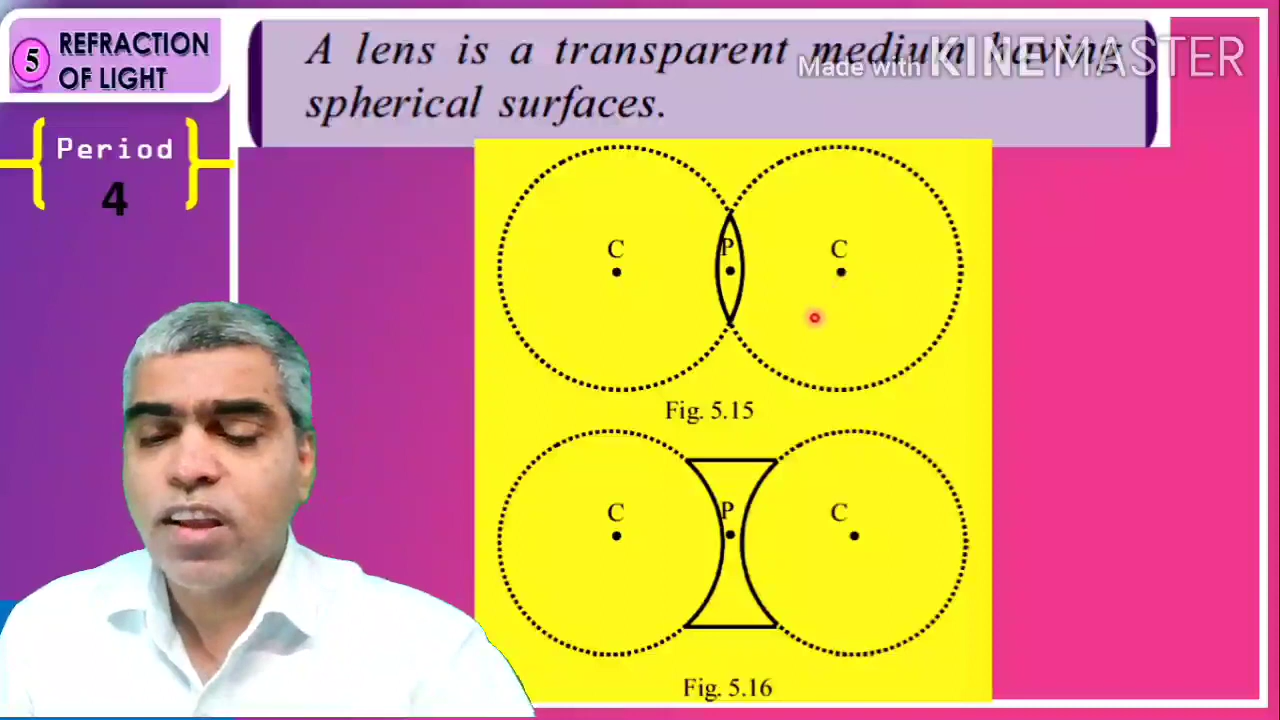 5
REFRACTION
OF LIGHT
Period
4
A lens is a transparent medium having
spherical surfaces.
Made with KINEMASTER
C
P
C
Fig. 5.15
C
P
C
Fig. 5.16